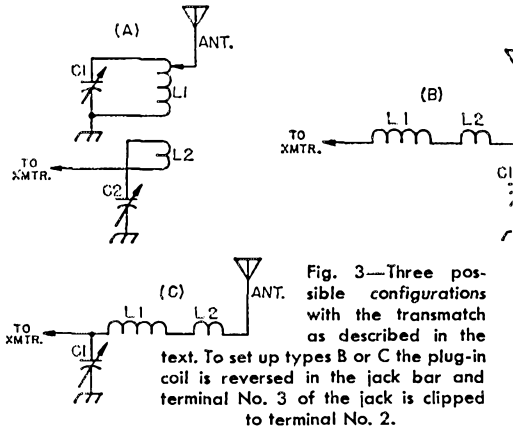 (A)
ANT.
C1
L1
L2
TO
XMTR.
C2
(B)
L1
L2
TO
XMTR.
C1
(C)
L1
L2
ANT.
TO
XMTR.
C1
Fig. 3—Three pos-
sible configurations
with the transmatch
as described in the
text. To set up types B or C the plug-in
coil is reversed in the jack bar and
terminal No. 3 of the jack is clipped
to terminal No. 2.